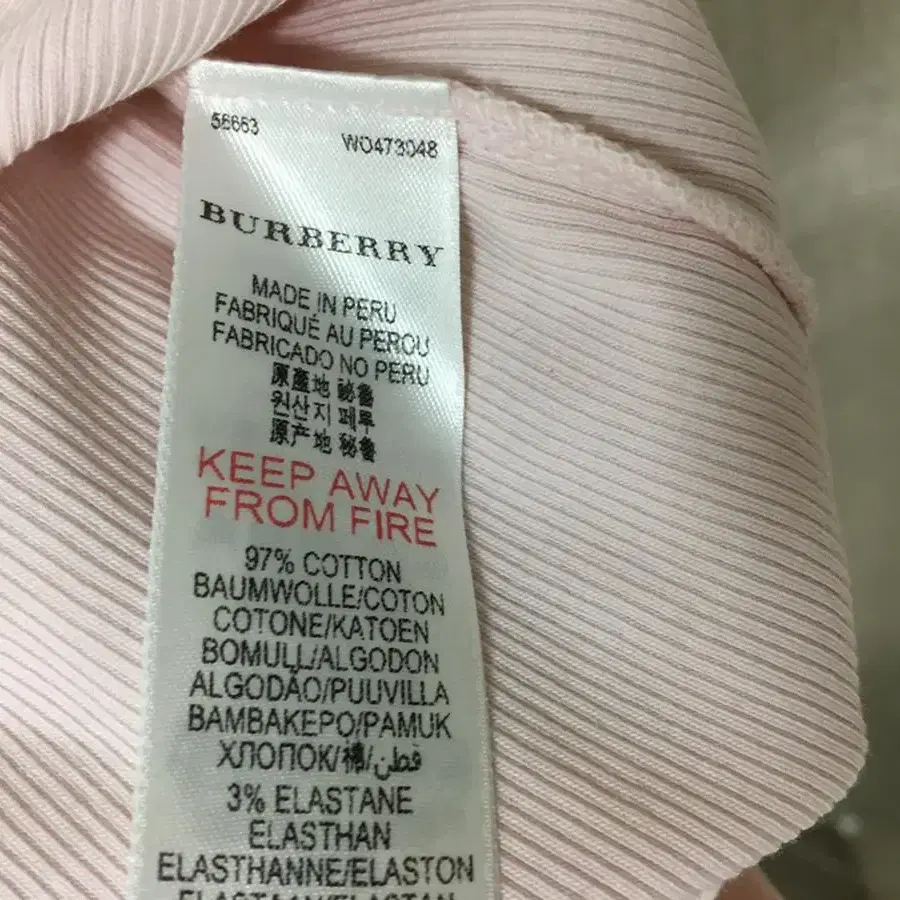 56663
WO473048
BURBERRY
MADE IN PERU
FABRIQUÉ AU PEROU
FABRICADO NO PERU
原產地 祕魯
원산지 페루
原产地 秘鲁
KEEP AWAY
FROM FIRE
97% COTTON
BAUMWOLLE/COTON
COTONE/KATOEN
BOMULL/ALGODON
ALGODÃO/PUUVILLA
BAMBAKEPO/PAMUK
ХЛОПОК/棉/قطن
3% ELASTANE
ELASTHAN
ELASTHANNE/ELASTON